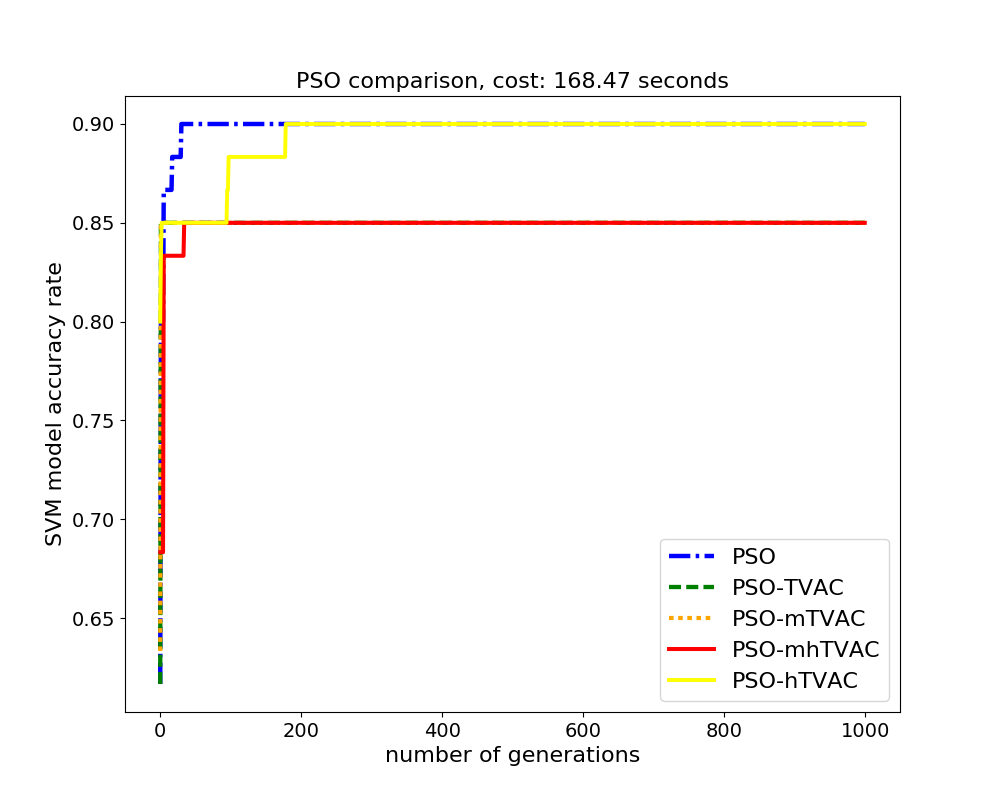 PSO comparison, cost: 168.47 seconds
0.90
0.85
0.80
0.75
0.70
0.65
SVM model accuracy rate
0 200 400 600 800 1000
number of generations
PSO
PSO-TVAC
PSO-mTVAC
PSO-mhTVAC
PSO-hTVAC